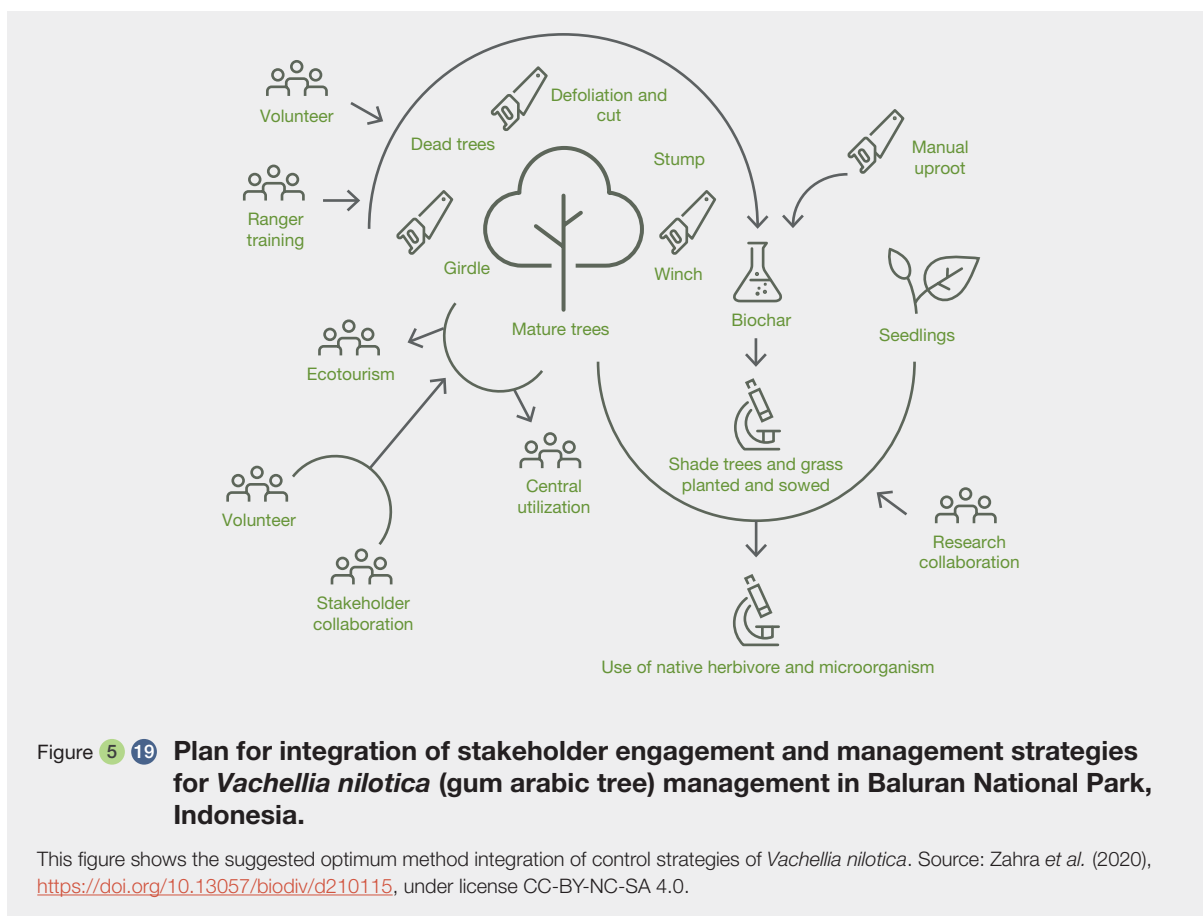 Volunteer
Defoliation and
cut
Dead trees
Stump
Manual
uproot
Ranger
training
Girdle
Winch
Mature trees
Biochar
Seedlings
Ecotourism
Shade trees and grass
planted and sowed
Central
utilization
Volunteer
Research
collaboration
Stakeholder
collaboration
Use of native herbivore and microorganism
Figure 5 19 Plan for integration of stakeholder engagement and management strategies
for Vachellia nilotica (gum arabic tree) management in Baluran National Park,
Indonesia.
This figure shows the suggested optimum method integration of control strategies of Vachellia nilotica. Source: Zahra et al. (2020),
https://doi.org/10.13057/biodiv/d210115, under license CC-BY-NC-SA 4.0.